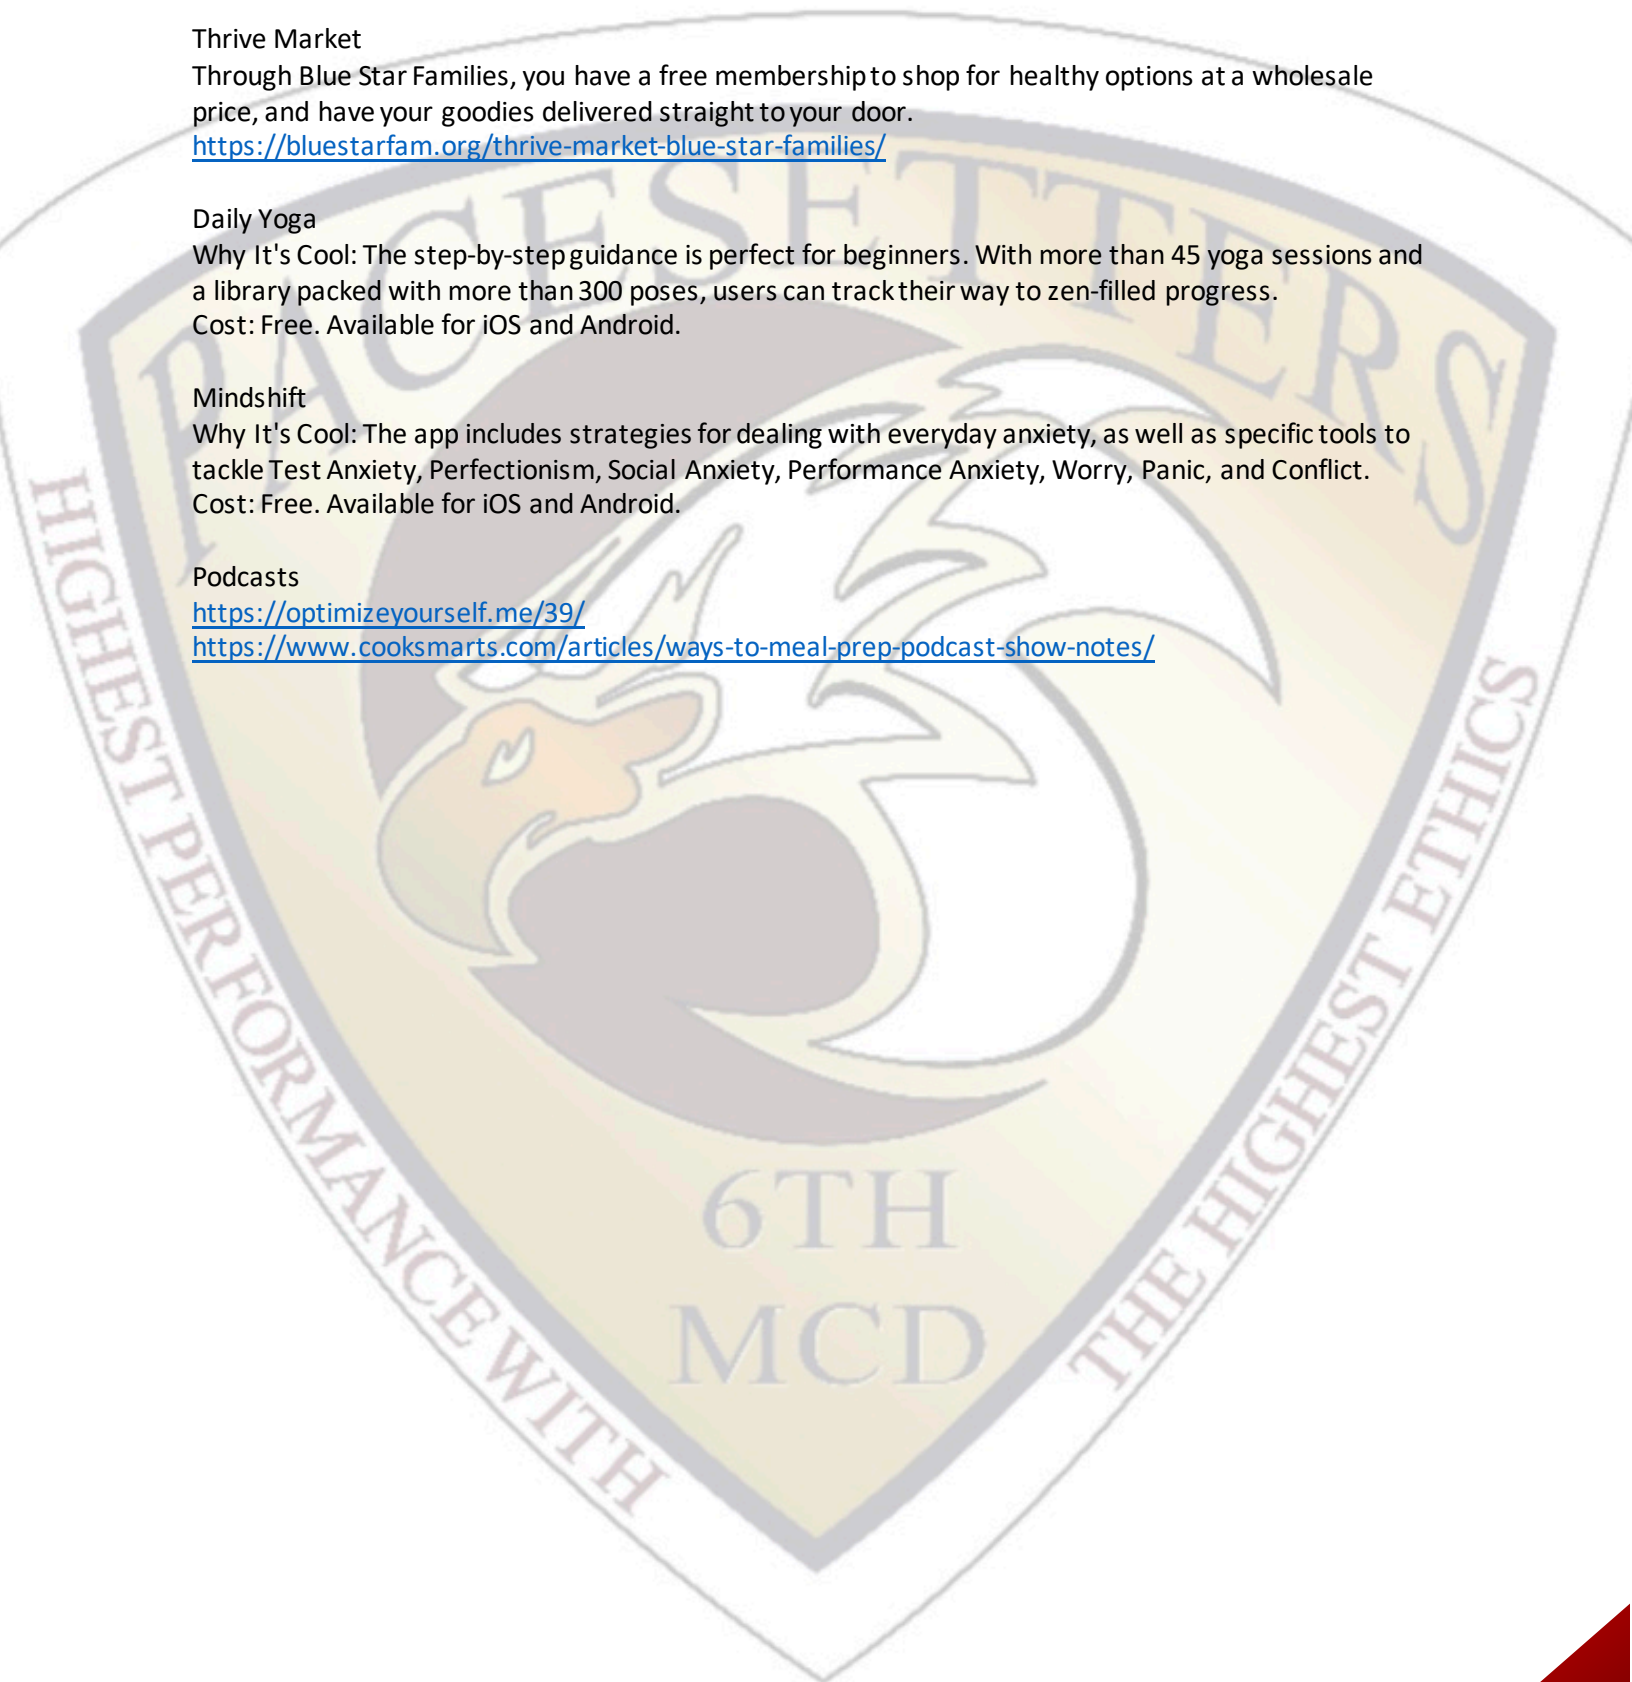 Thrive Market
Through Blue Star Families, you have a free membership to shop for healthy options at a wholesale
price, and have your goodies delivered straight to your door.
https://bluestarfam.org/thrive-market-blue-star-families/
Daily Yoga
Why It's Cool: The step-by-step guidance is perfect for beginners. With more than 45 yoga sessions and
a library packed with more than 300 poses, users can track their way to zen-filled progress.
Cost: Free. Available for iOS and Android.
Mindshift
Why It's Cool: The app includes strategies for dealing with everyday anxiety, as well as specific tools to
tackle Test Anxiety, Perfectionism, Social Anxiety, Performance Anxiety, Worry, Panic, and Conflict.
Cost: Free. Available for iOS and Android.
Podcasts
https://optimizeyourself.me/39/
https://www.cooksmarts.com/articles/ways-to-meal-prep-podcast-show-notes/
PACESETTERS
HIGHEST PERFORMANCE WITH
THE HIGHEST ETHICS
6TH
MCD